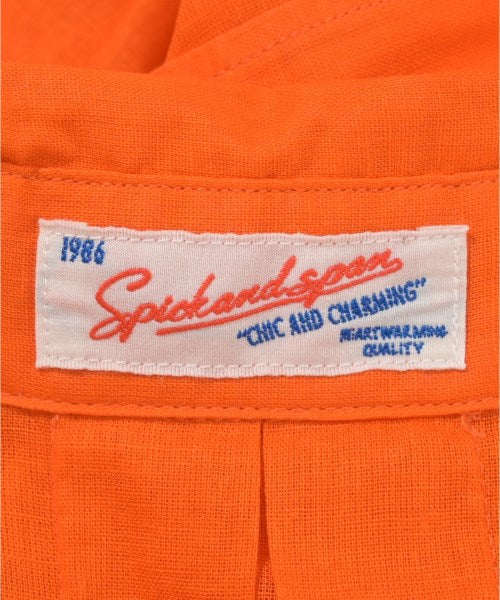 1986
Spick and span
"CHIC AND CHARMING"
HEARTWARMING
QUALITY